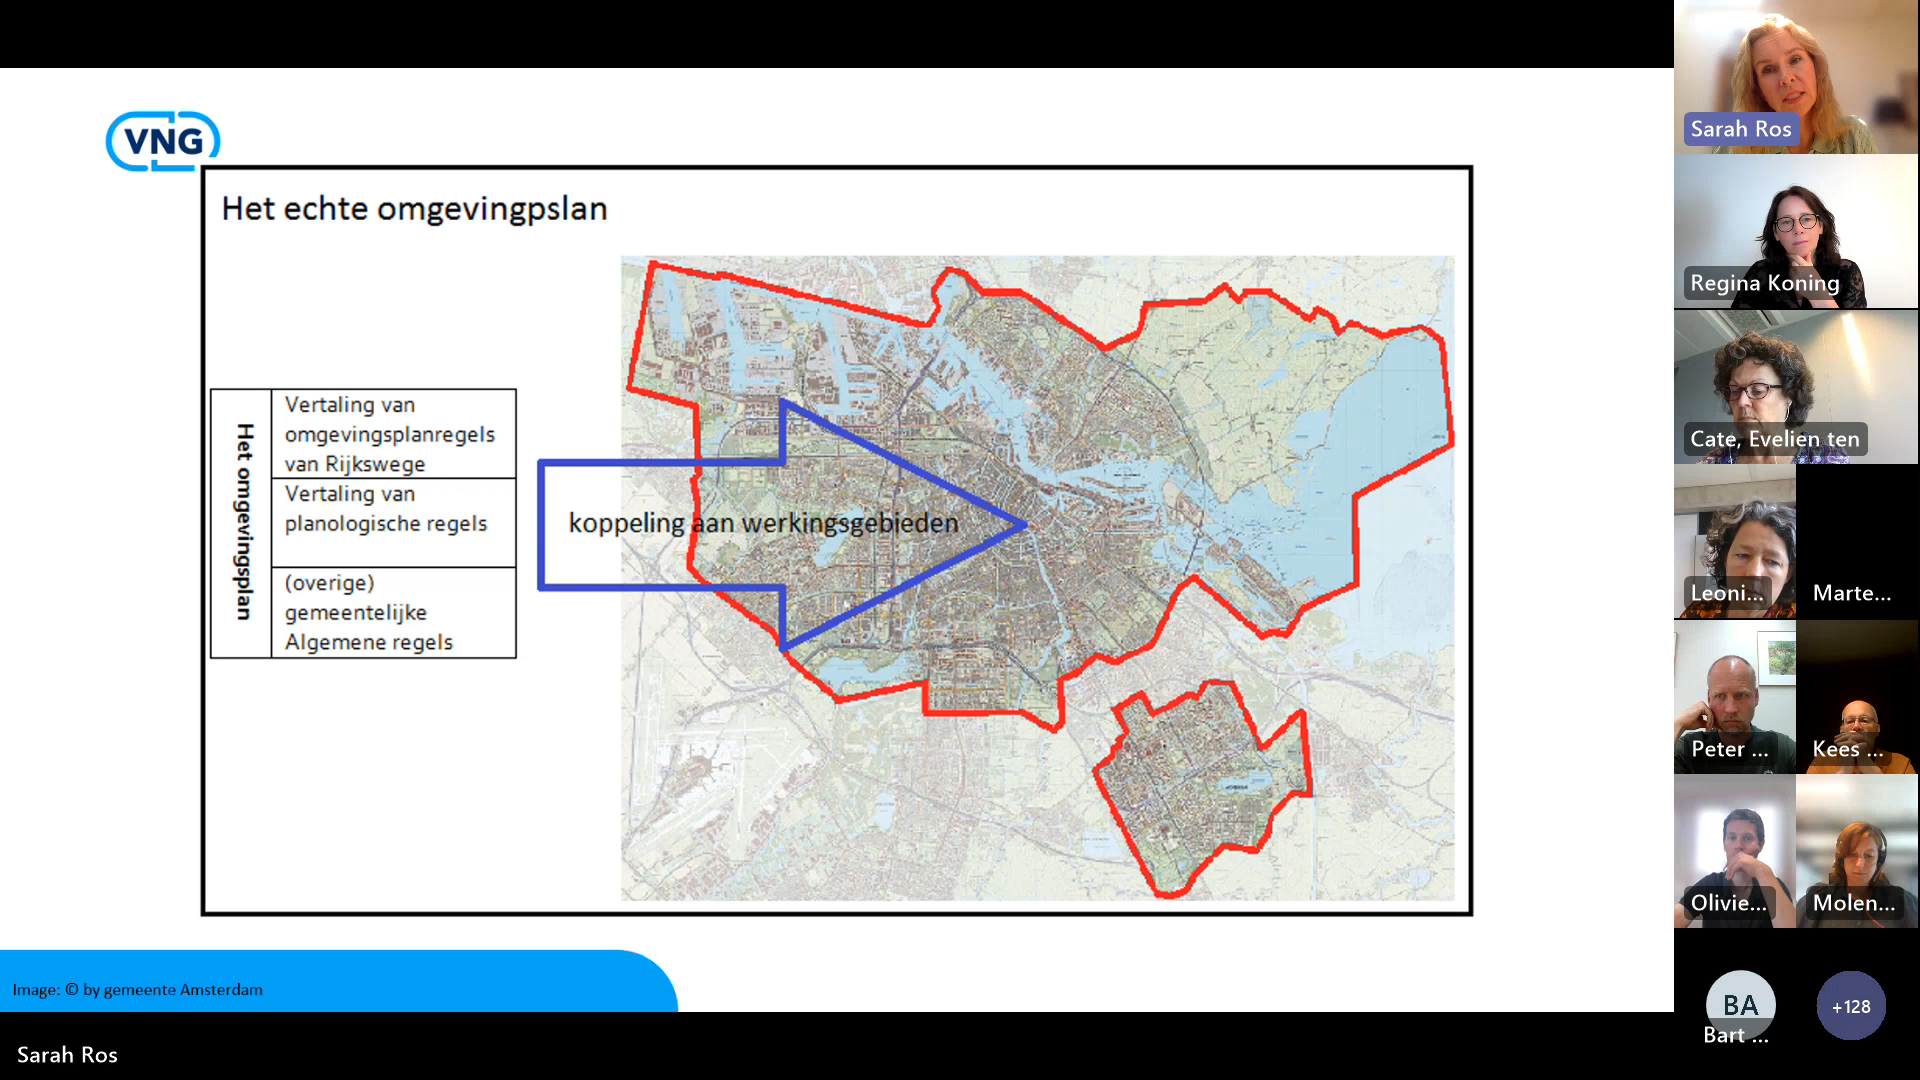 VNG
Het echte omgevingpslan
Het omgevingsplan
Vertaling van
omgevingsplanregels
van Rijkswege
Vertaling van
planologische regels
(overige)
gemeentelijke
Algemene regels
koppeling aan werkingsgebieden
Image: © by gemeente Amsterdam
Sarah Ros
Sarah Ros
Regina Koning
Cate, Evelien ten
Leoni...
Marte...
Peter ...
Kees ...
Olivie...
Molen...
BA
Bart ...
+128